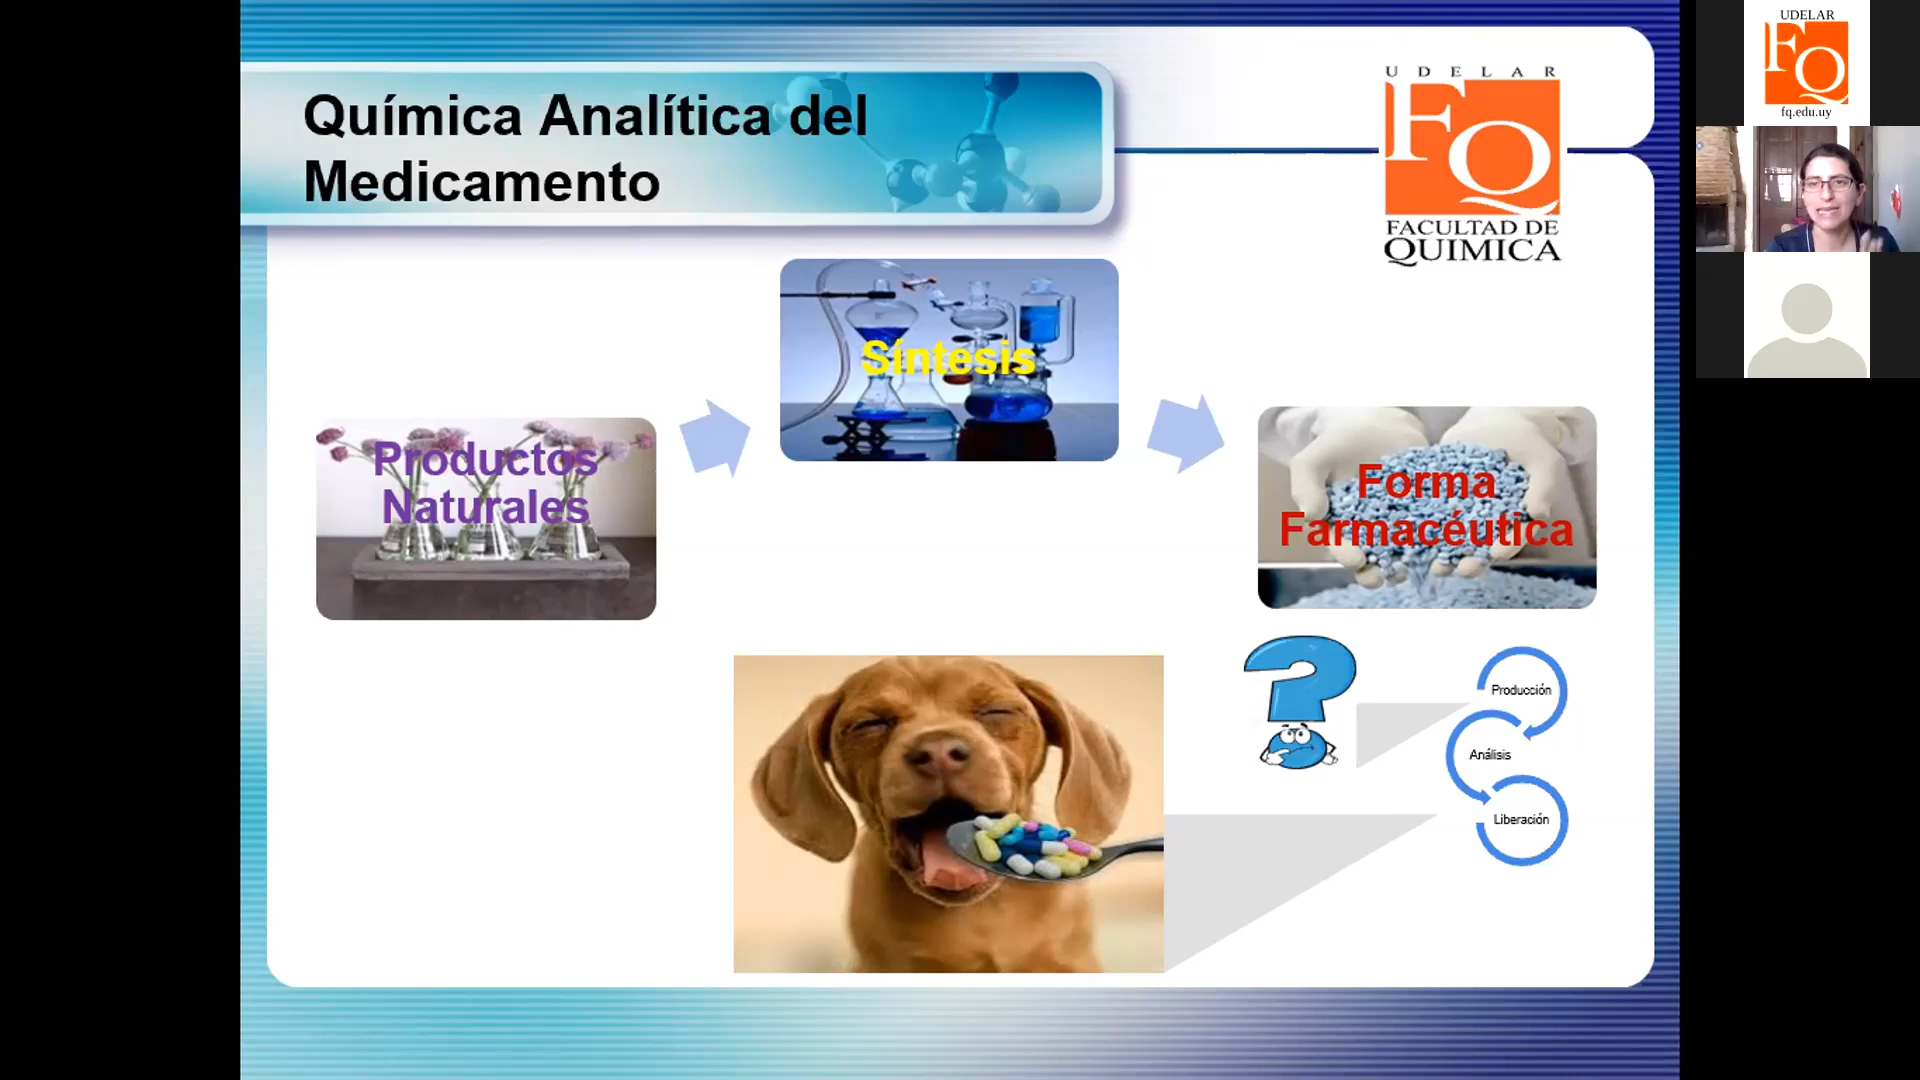 Química Analítica del
Medicamento
U D E L A R
FQ
FACULTAD DE
QUIMICA
Síntesis
Productos
Naturales
Forma
Farmacéutica
?
Producción
Análisis
Liberación
UDELAR
FQ
fq.edu.uy